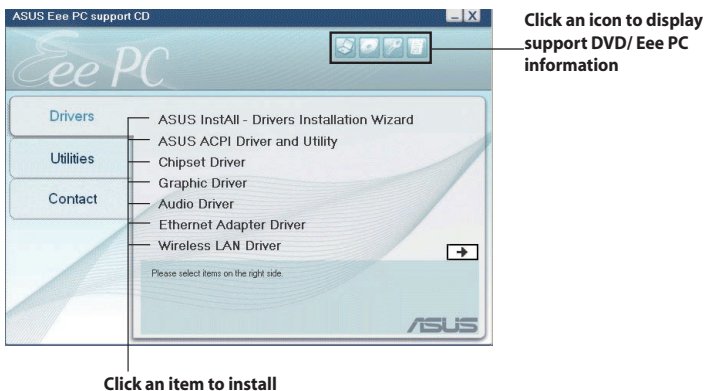 ASUS Eee PC support CD
Eee PC
Click an icon to display
support DVD/ Eee PC
information
Drivers
Utilities
Contact
ASUS InstAll - Drivers Installation Wizard
ASUS ACPI Driver and Utility
Chipset Driver
Graphic Driver
Audio Driver
Ethernet Adapter Driver
Wireless LAN Driver
Please select items on the right side.
ASUS
Click an item to install